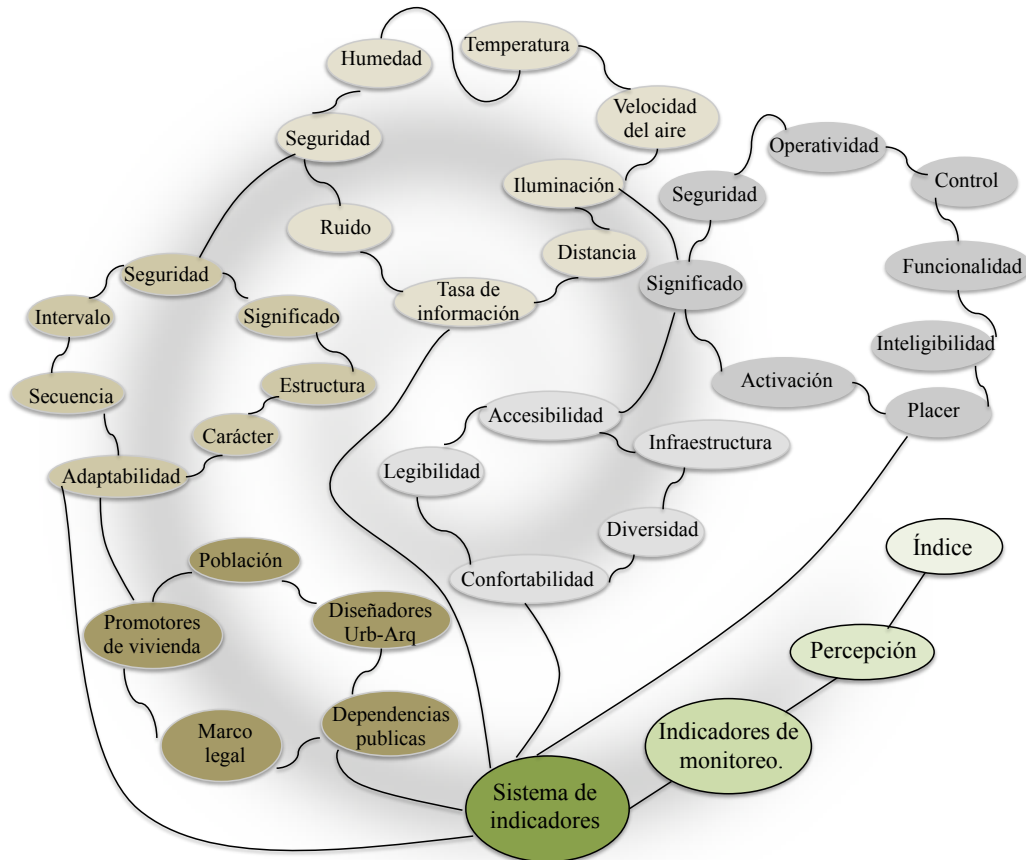 Humedad
Temperatura
Velocidad
del aire
Seguridad
Operatividad
Iluminación
Seguridad
Control
Ruido
Distancia
Seguridad
Significado
Funcionalidad
Tasa de
información
Intervalo
Significado
Inteligibilidad
Estructura
Activación
Secuencia
Accesibilidad
Placer
Carácter
Infraestructura
Adaptabilidad
Legibilidad
Diversidad
Población
Confortabilidad
Índice
Promotores
de vivienda
Diseñadores
Urb-Arq
Percepción
Marco
legal
Dependencias
publicas
Indicadores de
monitoreo.
Sistema de
indicadores